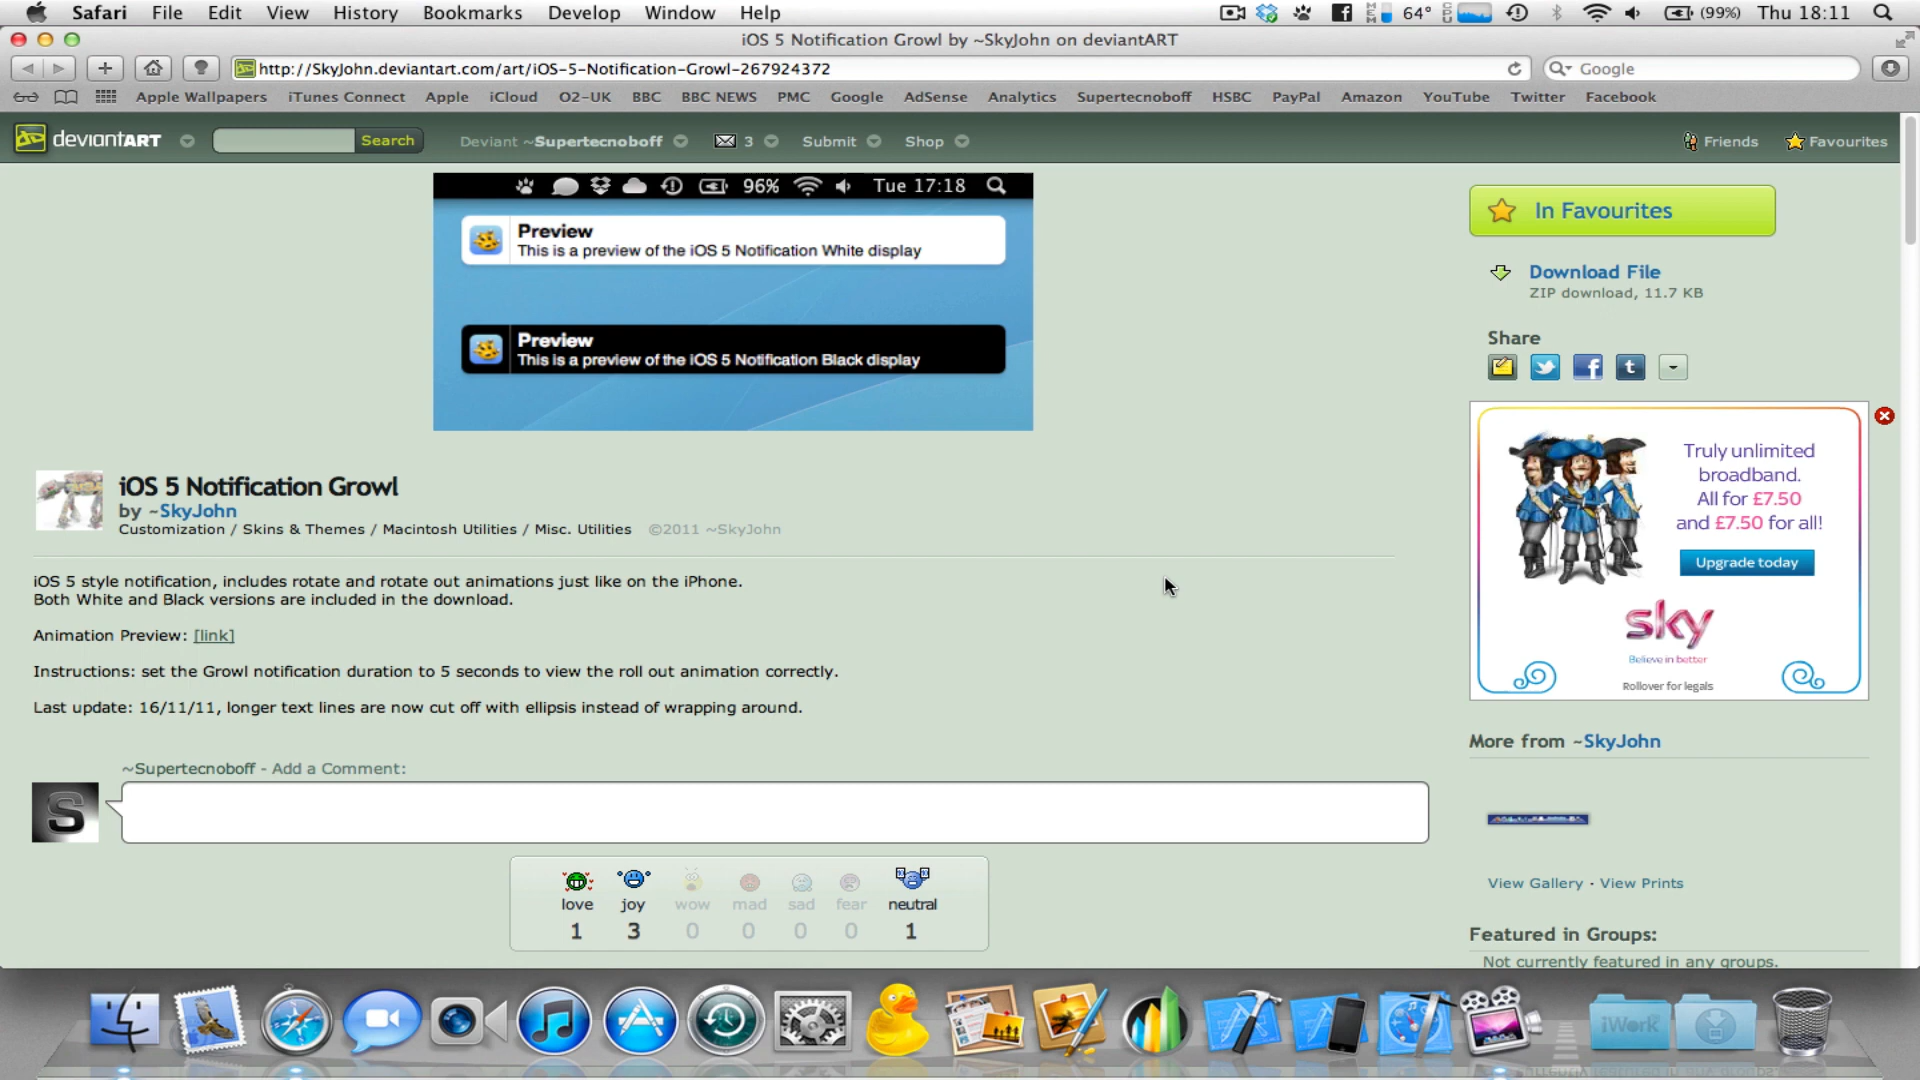 Safari File Edit View History Bookmarks Develop Window Help 64° (99%) Thu 18:11
iOS 5 Notification Growl by ~SkyJohn on deviantART
http://SkyJohn.deviantart.com/art/iOS-5-Notification-Growl-267924372 Google
Apple Wallpapers iTunes Connect Apple iCloud O2-UK BBC BBC NEWS PMC Google AdSense Analytics Supertecnoboff HSBC PayPal Amazon YouTube Twitter Facebook
deviantART Search Deviant ~Supertecnoboff 3 Submit Shop Friends Favourites
96% Tue 17:18
Preview
This is a preview of the iOS 5 Notification White display
Preview
This is a preview of the iOS 5 Notification Black display
In Favourites
Download File
ZIP download, 11.7 KB
Share
Truly unlimited
broadband.
All for £7.50
and £7.50 for all!
Upgrade today
sky
Believe in better
Rollover for legals
iOS 5 Notification Growl
by ~SkyJohn
Customization / Skins & Themes / Macintosh Utilities / Misc. Utilities ©2011 ~SkyJohn
iOS 5 style notification, includes rotate and rotate out animations just like on the iPhone.
Both White and Black versions are included in the download.
Animation Preview: [link]
Instructions: set the Growl notification duration to 5 seconds to view the roll out animation correctly.
Last update: 16/11/11, longer text lines are now cut off with ellipsis instead of wrapping around.
More from ~SkyJohn
View Gallery · View Prints
Featured in Groups:
Not currently featured in any groups.
~Supertecnoboff - Add a Comment:
S
love joy wow mad sad fear neutral
1 3 0 0 0 0 1
iWork